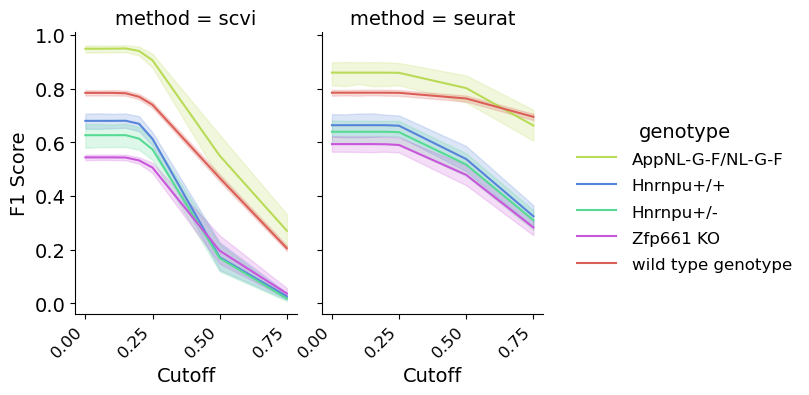 method = scvi
method = seurat
F1 Score
1.0
0.8
0.6
0.4
0.2
0.0
0.00
0.25
0.50
0.75
Cutoff
0.00
0.25
0.50
0.75
Cutoff
genotype
AppNL-G-F/NL-G-F
Hnrnpu+/+
Hnrnpu+/-
Zfp661 KO
wild type genotype